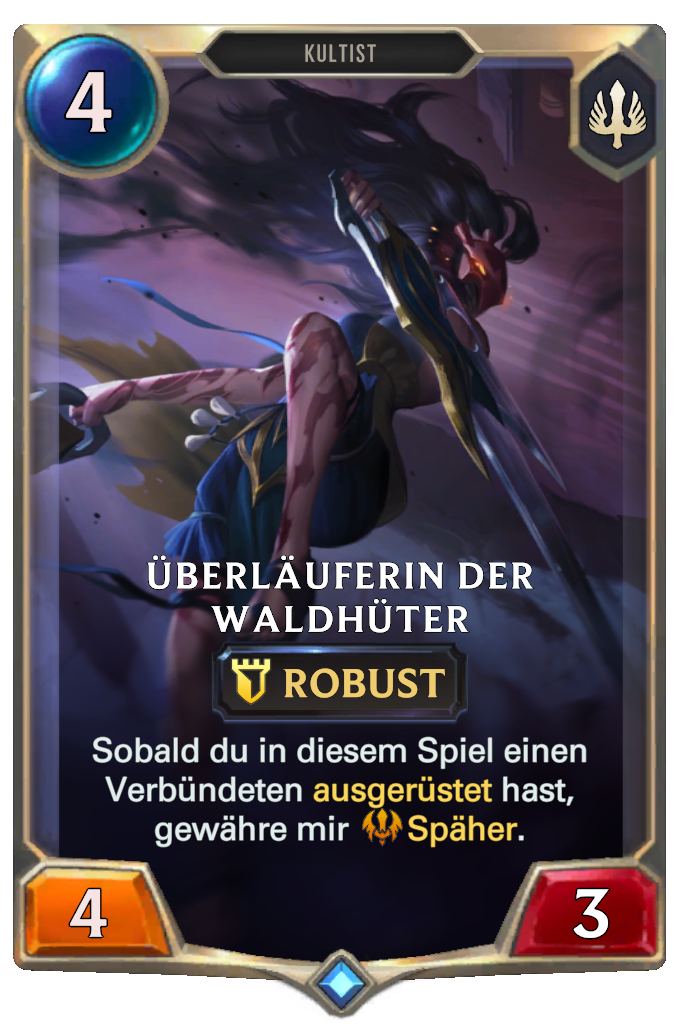 KULTIST
4
ÜBERLÄUFERIN DER
WALDHÜTER
ROBUST
Sobald du in diesem Spiel einen
Verbündeten ausgerüstet hast,
gewähre mir Späher.
4
3